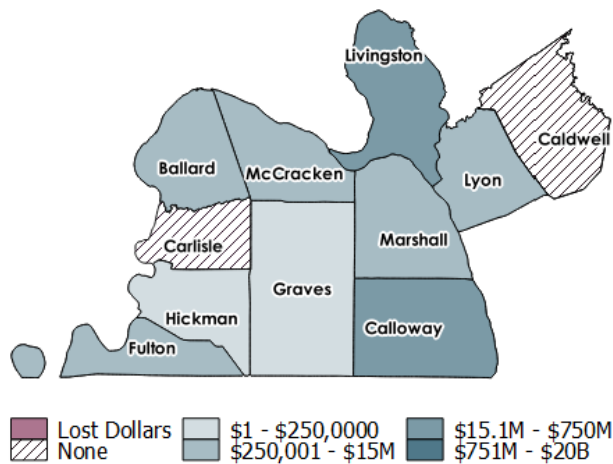 Livingston
Caldwell
Ballard
McCracken
Lyon
Carlisle
Marshall
Graves
Hickman
Calloway
Fulton
Lost Dollars $1 - $250,0000 $15.1M - $750M
None $250,001 - $15M $751M - $20B